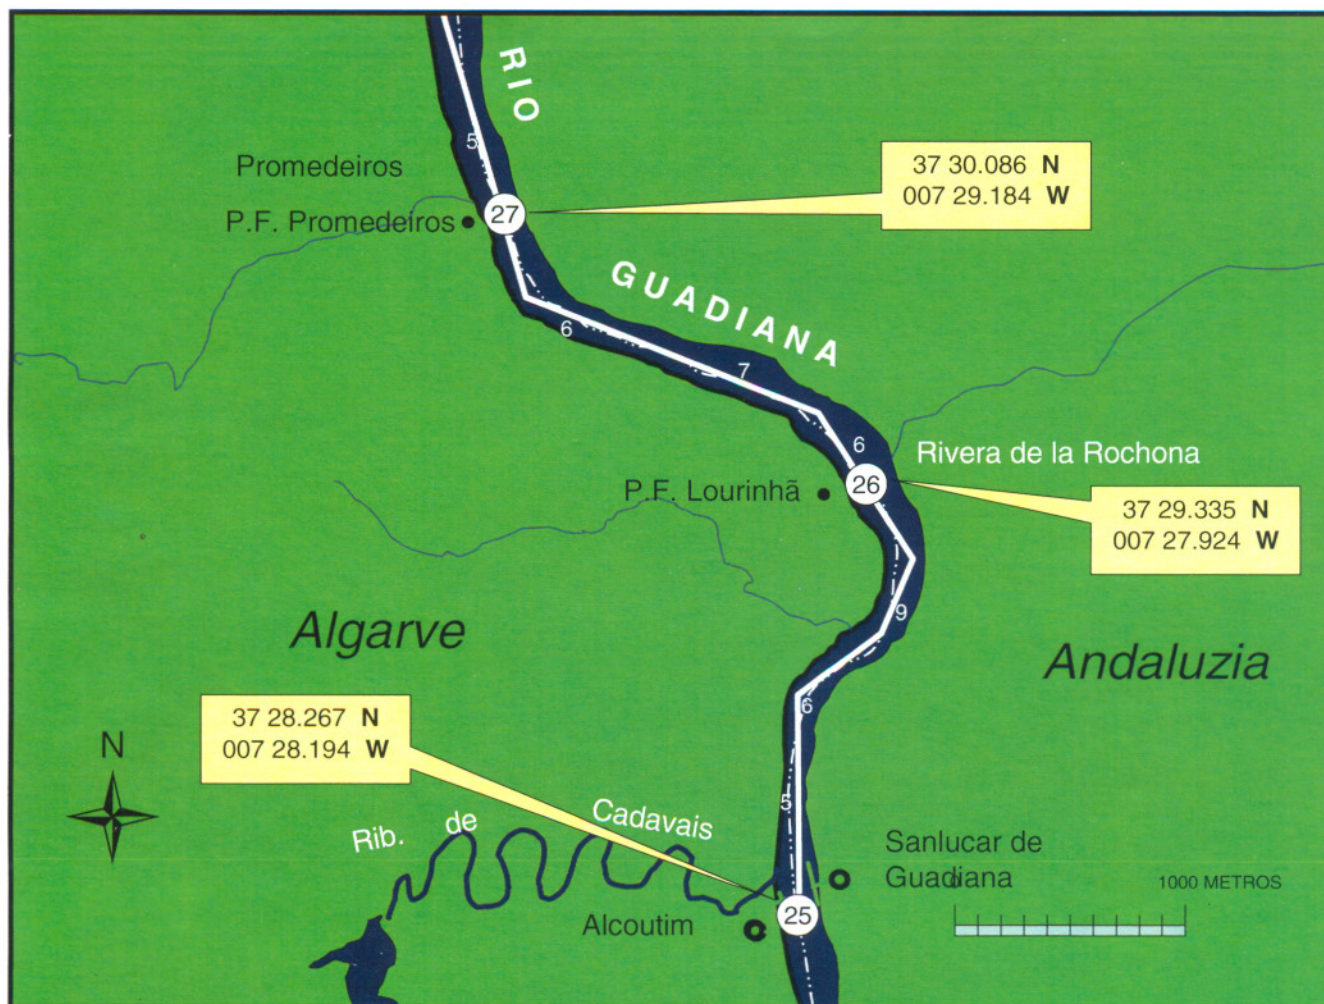 RIO
5
Promedeiros
37 30.086 N
007 29.184 W
27
P.F. Promedeiros
GUADIANA
6
7
6
Rivera de la Rochona
26
P.F. Lourinhã
37 29.335 N
007 27.924 W
9
Algarve
Andaluzia
37 28.267 N
007 28.194 W
6
N
5
Rib. de Cadavais
Sanlucar de
Guadiana
0
1000 METROS
25
Alcoutim